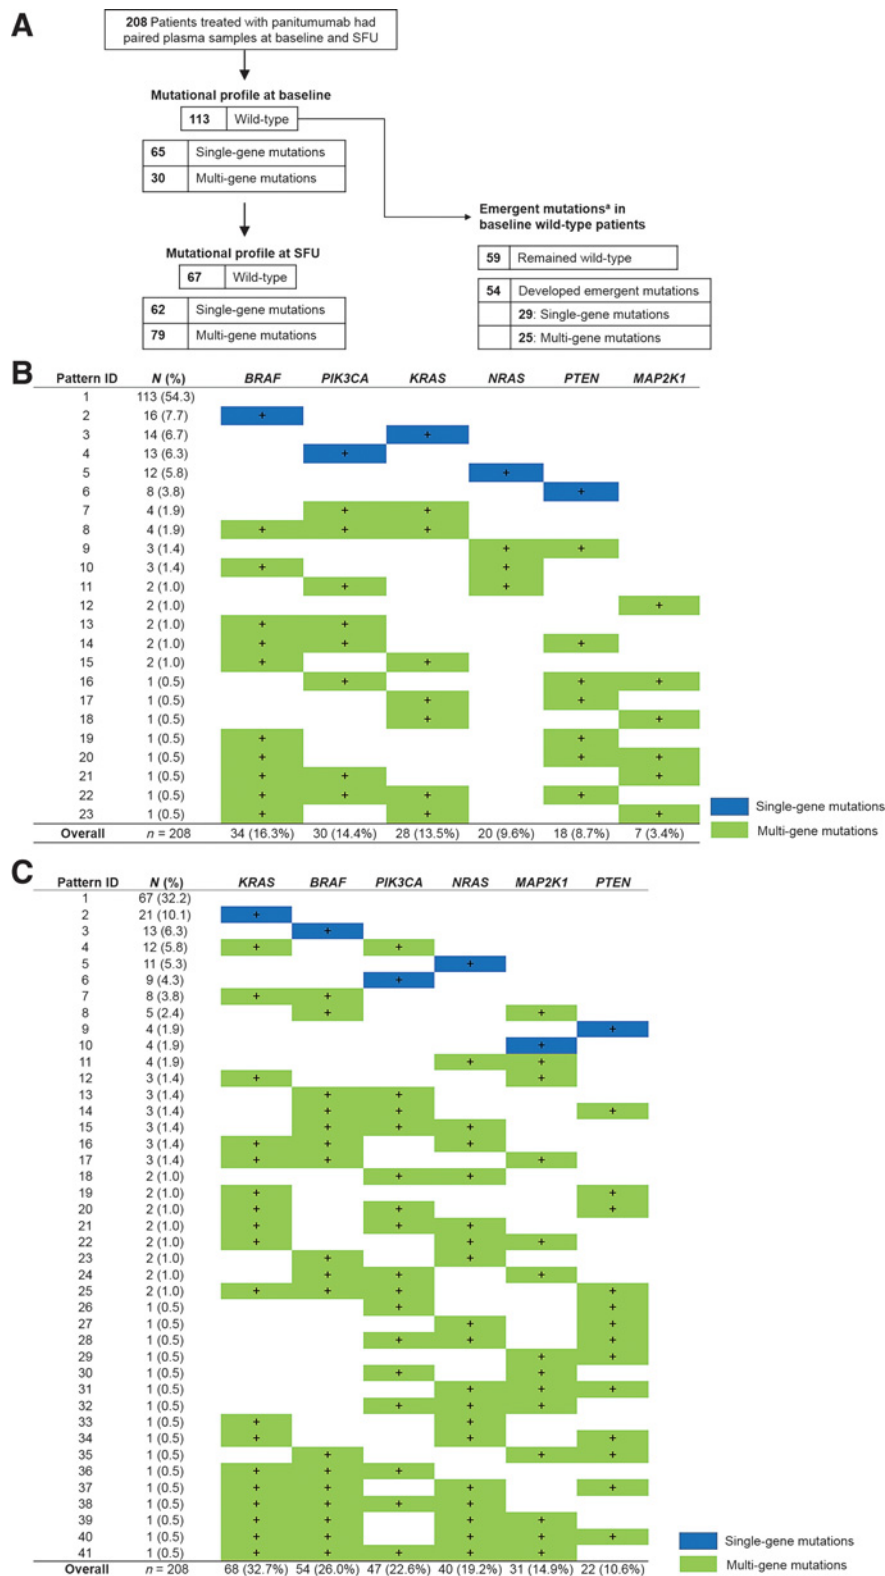 A
208 Patients treated with panitumumab had
paired plasma samples at baseline and SFU
Mutational profile at baseline
113 Wild-type
65 Single-gene mutations
30 Multi-gene mutations
Mutational profile at SFU
67 Wild-type
62 Single-gene mutations
79 Multi-gene mutations
Emergent mutationsᵃ in
baseline wild-type patients
59 Remained wild-type
54 Developed emergent mutations
29: Single-gene mutations
25: Multi-gene mutations
B
Pattern ID N (%) BRAF PIK3CA KRAS NRAS PTEN MAP2K1
1 113 (54.3)
2 16 (7.7) +
3 14 (6.7) +
4 13 (6.3) +
5 12 (5.8) +
6 8 (3.8) +
7 4 (1.9) + +
8 4 (1.9) + + +
9 3 (1.4) + +
10 3 (1.4) + +
11 2 (1.0) + +
12 2 (1.0) +
13 2 (1.0) + +
14 2 (1.0) + + +
15 2 (1.0) + +
16 1 (0.5) + + +
17 1 (0.5) + +
18 1 (0.5) + +
19 1 (0.5) + +
20 1 (0.5) + + +
21 1 (0.5) + + +
22 1 (0.5) + + + +
23 1 (0.5) + + +
Overall n = 208 34 (16.3%) 30 (14.4%) 28 (13.5%) 20 (9.6%) 18 (8.7%) 7 (3.4%)
Single-gene mutations
Multi-gene mutations
C
Pattern ID N (%) KRAS BRAF PIK3CA NRAS MAP2K1 PTEN
1 67 (32.2)
2 21 (10.1) +
3 13 (6.3) +
4 12 (5.8) + +
5 11 (5.3) +
6 9 (4.3) +
7 8 (3.8) + +
8 5 (2.4) + +
9 4 (1.9) +
10 4 (1.9) +
11 4 (1.9) + +
12 3 (1.4) + +
13 3 (1.4) + +
14 3 (1.4) + + +
15 3 (1.4) + + +
16 3 (1.4) + + +
17 3 (1.4) + + +
18 2 (1.0) + +
19 2 (1.0) + +
20 2 (1.0) + + +
21 2 (1.0) + + +
22 2 (1.0) + + +
23 2 (1.0) + +
24 2 (1.0) + + +
25 2 (1.0) + + + +
26 1 (0.5) + +
27 1 (0.5) + +
28 1 (0.5) + + +
29 1 (0.5) + +
30 1 (0.5) + +
31 1 (0.5) + + +
32 1 (0.5) + + +
33 1 (0.5) + +
34 1 (0.5) + + +
35 1 (0.5) + + +
36 1 (0.5) + + +
37 1 (0.5) + + + +
38 1 (0.5) + + + +
39 1 (0.5) + + + +
40 1 (0.5) + + + + +
41 1 (0.5) + + + + +
Overall n = 208 68 (32.7%) 54 (26.0%) 47 (22.6%) 40 (19.2%) 31 (14.9%) 22 (10.6%)
Single-gene mutations
Multi-gene mutations